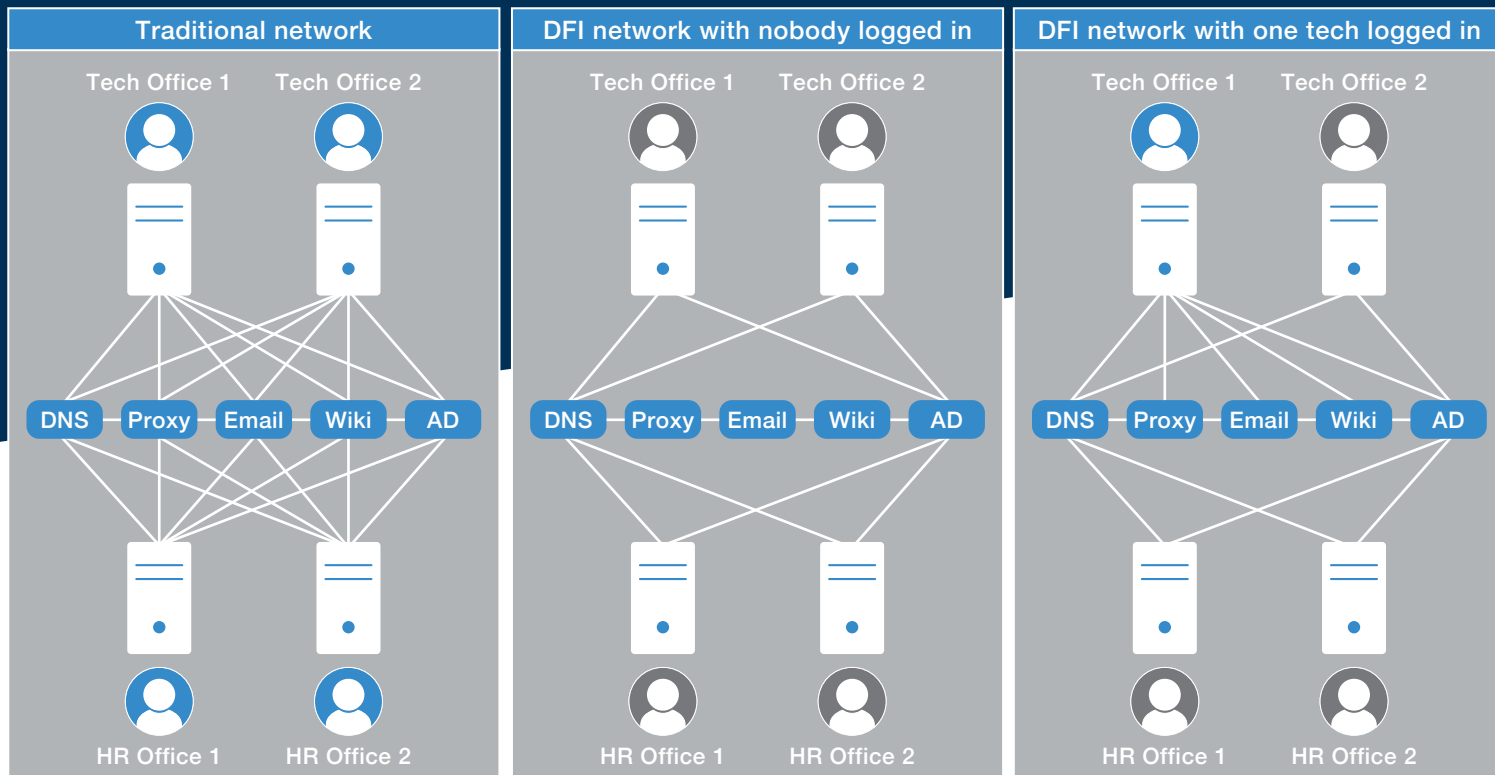 Traditional network
Tech Office 1 Tech Office 2
DNS Proxy Email Wiki AD
HR Office 1 HR Office 2
DFI network with nobody logged in
Tech Office 1 Tech Office 2
DNS Proxy Email Wiki AD
HR Office 1 HR Office 2
DFI network with one tech logged in
Tech Office 1 Tech Office 2
DNS Proxy Email Wiki AD
HR Office 1 HR Office 2